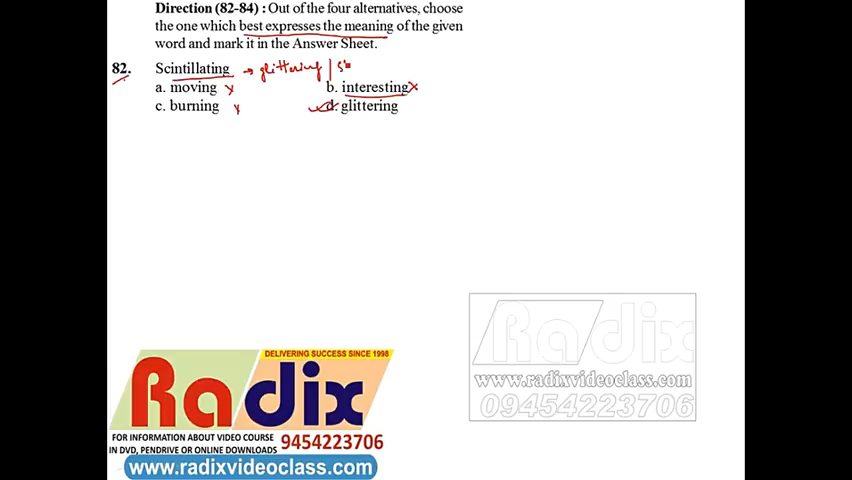 Direction (82-84) : Out of the four alternatives, choose
the one which best expresses the meaning of the given
word and mark it in the Answer Sheet.
82. Scintillating → glittering |
a. moving x b. interesting x
c. burning x d. glittering
DELIVERING SUCCESS SINCE 1998
Radix
FOR INFORMATION ABOUT VIDEO COURSE
IN DVD, PENDRIVE OR ONLINE DOWNLOADS
9454223706
www.radixvideoclass.com
Radix
www.radixvideoclass.com
09454223706